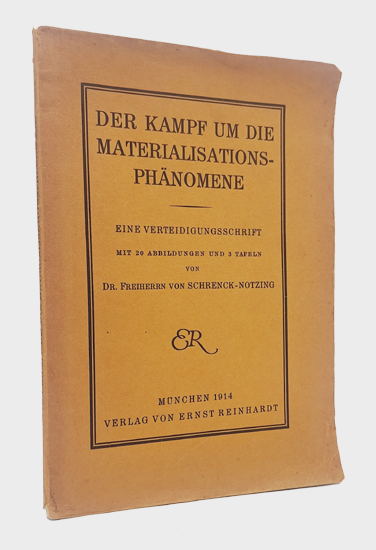 DER KAMPF UM DIE
MATERIALISATIONS-
PHÄNOMENE
EINE VERTEIDIGUNGSSCHRIFT
MIT 20 ABBILDUNGEN UND 3 TAFELN
VON
DR. FREIHERRN VON SCHRENCK-NOTZING
ER
MÜNCHEN 1914
VERLAG VON ERNST REINHARDT